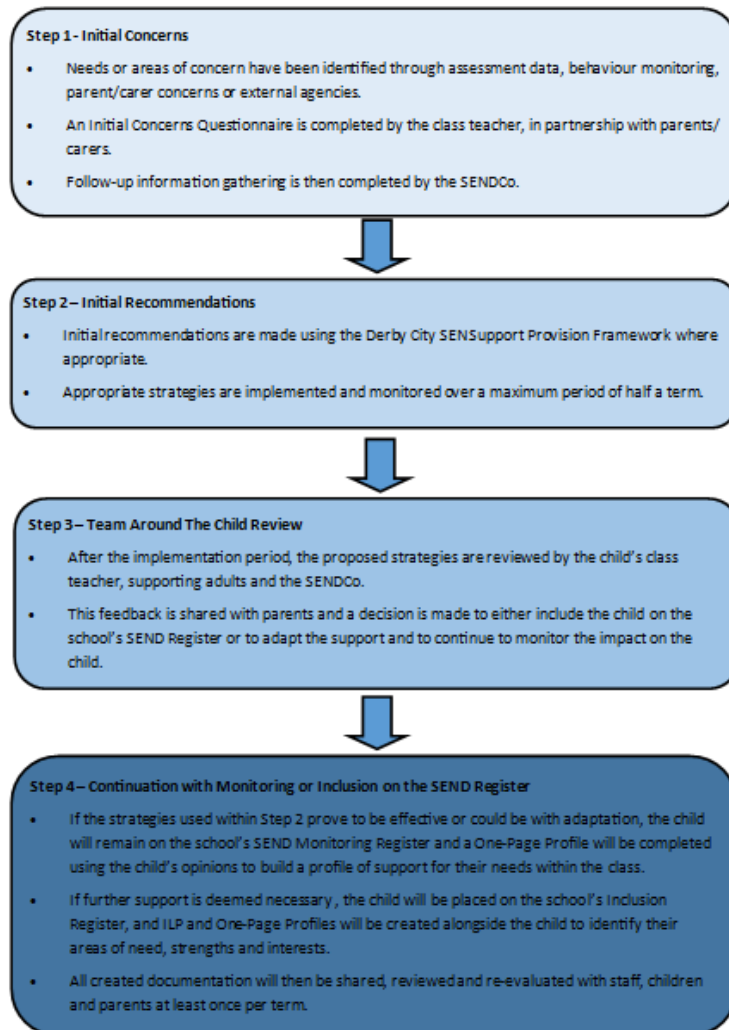 Step 1- Initial Concerns
• Needs or areas of concern have been identified through assessment data, behaviour monitoring,
parent/carer concerns or external agencies.
• An Initial Concerns Questionnaire is completed by the class teacher, in partnership with parents/
carers.
• Follow-up information gathering is then completed by the SENDCo.
Step 2 – Initial Recommendations
• Initial recommendations are made using the Derby City SENSupport Provision Framework where
appropriate.
• Appropriate strategies are implemented and monitored over a maximum period of half a term.
Step 3 – Team Around The Child Review
• After the implementation period, the proposed strategies are reviewed by the child's class
teacher, supporting adults and the SENDCo.
• This feedback is shared with parents and a decision is made to either include the child on the
school's SEND Register or to adapt the support and to continue to monitor the impact on the
child.
Step 4 – Continuation with Monitoring or Inclusion on the SEND Register
• If the strategies used within Step 2 prove to be effective or could be with adaptation, the child
will remain on the school's SEND Monitoring Register and a One-Page Profile will be completed
using the child's opinions to build a profile of support for their needs within the class.
• If further support is deemed necessary , the child will be placed on the school's Inclusion
Register, and ILP and One-Page Profiles will be created alongside the child to identify their
areas of need, strengths and interests.
• All created documentation will then be shared, reviewed and re-evaluated with staff, children
and parents at least once per term.